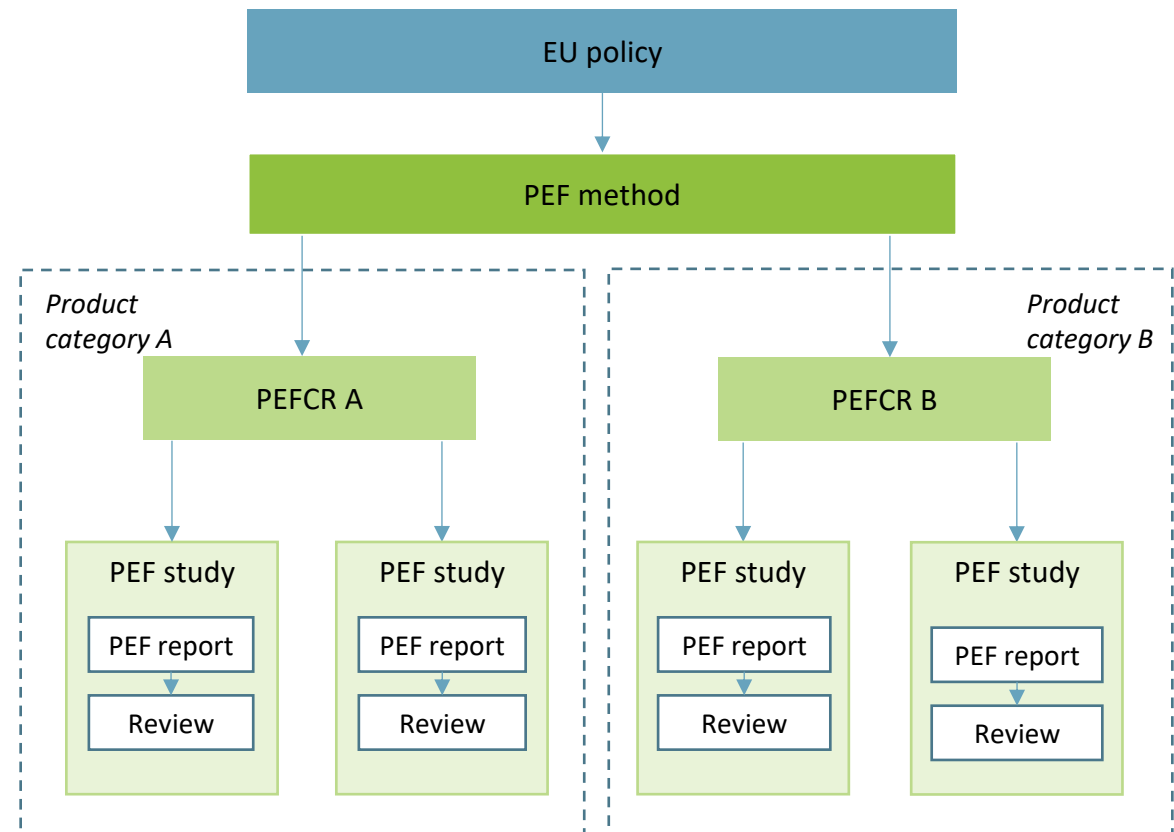 EU policy
PEF method
Product
category A
Product
category B
PEFCR A
PEFCR B
PEF study
PEF study
PEF study
PEF study
PEF report
PEF report
PEF report
PEF report
Review
Review
Review
Review